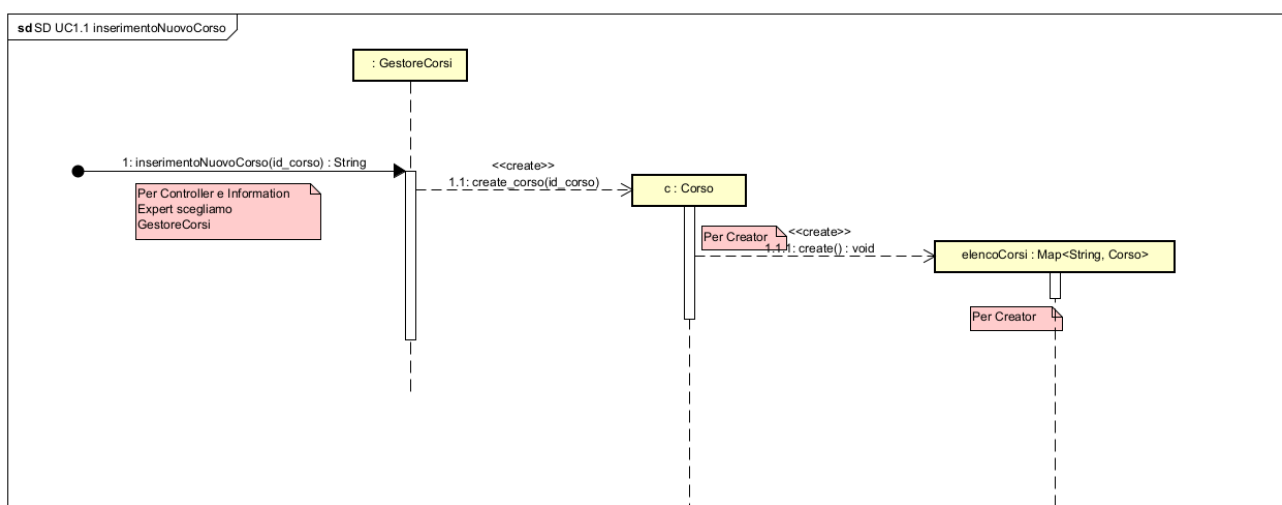 sd SD UC1.1 inserimentoNuovoCorso
: GestoreCorsi
1: inserimentoNuovoCorso(id_corso) : String
Per Controller e Information
Expert scegliamo
GestoreCorsi
<<create>>
1.1: create_corso(id_corso)
c : Corso
Per Creator
<<create>>
1.1.1: create() : void
elencoCorsi : Map<String, Corso>
Per Creator